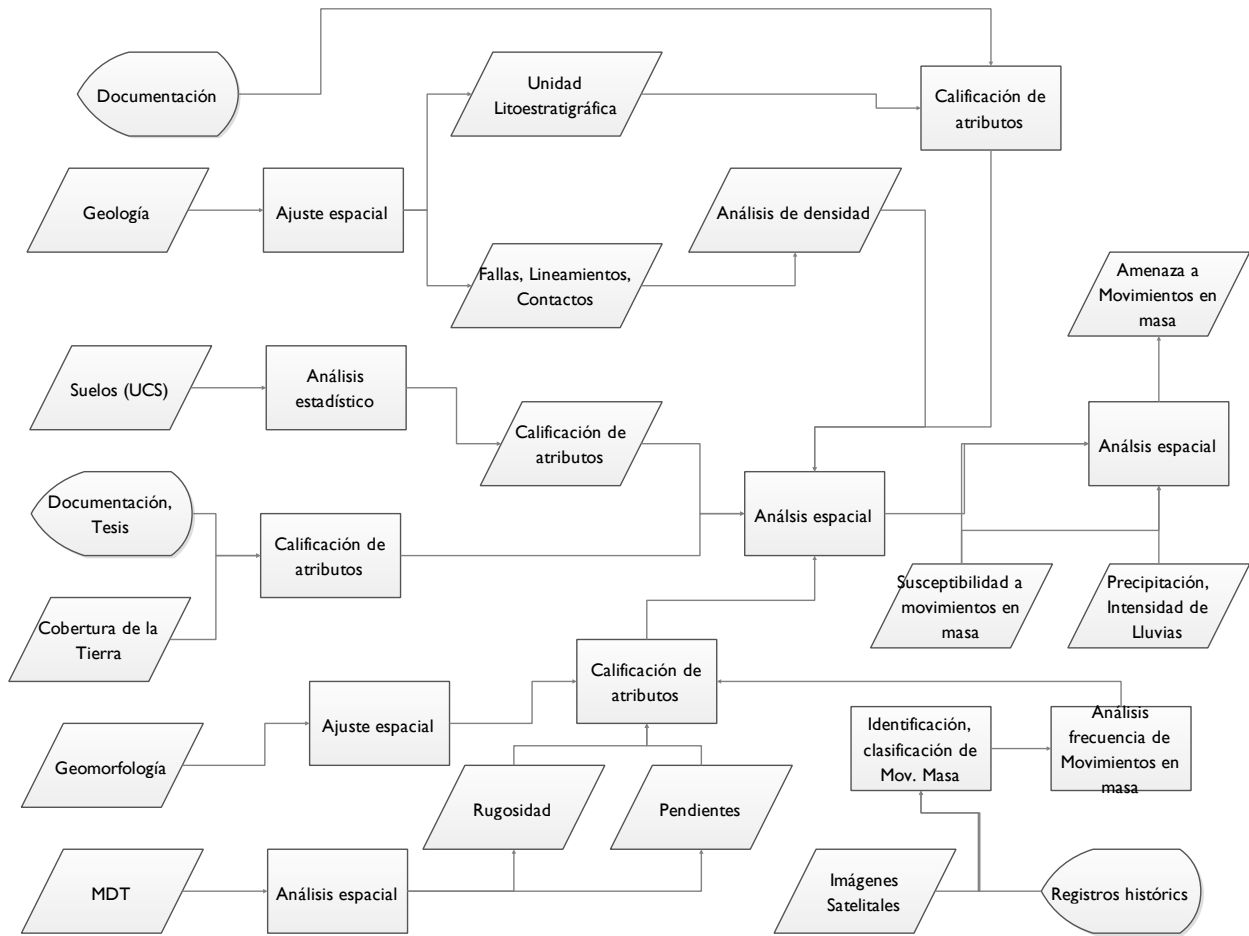 Documentación
Unidad
Litoestratigráfica
Calificación de
atributos
Geología
Ajuste espacial
Análisis de densidad
Fallas, Lineamientos,
Contactos
Amenaza a
Movimientos en
masa
Suelos (UCS)
Análisis
estadístico
Calificación de
atributos
Análsis espacial
Documentación,
Tesis
Calificación de
atributos
Análsis espacial
Cobertura de la
Tierra
Susceptibilidad a
movimientos en
masa
Precipitación,
Intensidad de
Lluvias
Calificación de
atributos
Ajuste espacial
Geomorfología
Identificación,
clasificación de
Mov. Masa
Análisis
frecuencia de
Movimientos en
masa
Rugosidad
Pendientes
MDT
Análisis espacial
Imágenes
Satelitales
Registros histórics